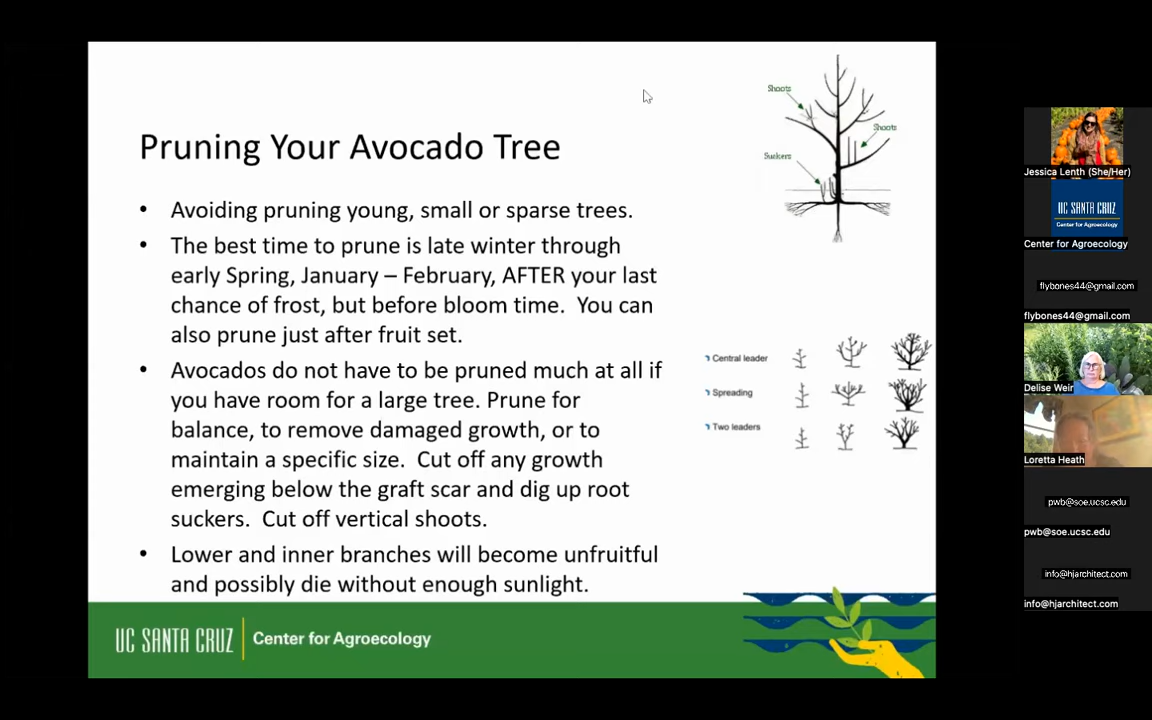 Pruning Your Avocado Tree
• Avoiding pruning young, small or sparse trees.
• The best time to prune is late winter through
early Spring, January – February, AFTER your last
chance of frost, but before bloom time.  You can
also prune just after fruit set.
• Avocados do not have to be pruned much at all if
you have room for a large tree. Prune for
balance, to remove damaged growth, or to
maintain a specific size.  Cut off any growth
emerging below the graft scar and dig up root
suckers.  Cut off vertical shoots.
• Lower and inner branches will become unfruitful
and possibly die without enough sunlight.
Shoots
Shoots
Suckers
Central leader
Spreading
Two leaders
UC SANTA CRUZ
Center for Agroecology
Jessica Lenth (She/Her)
UC SANTA CRUZ
Center for Agroecology
Center for Agroecology
flybones44@gmail.com
flybones44@gmail.com
Delise Weir
Loretta Heath
pwb@soe.ucsc.edu
pwb@soe.ucsc.edu
info@hjarchitect.com
info@hjarchitect.com